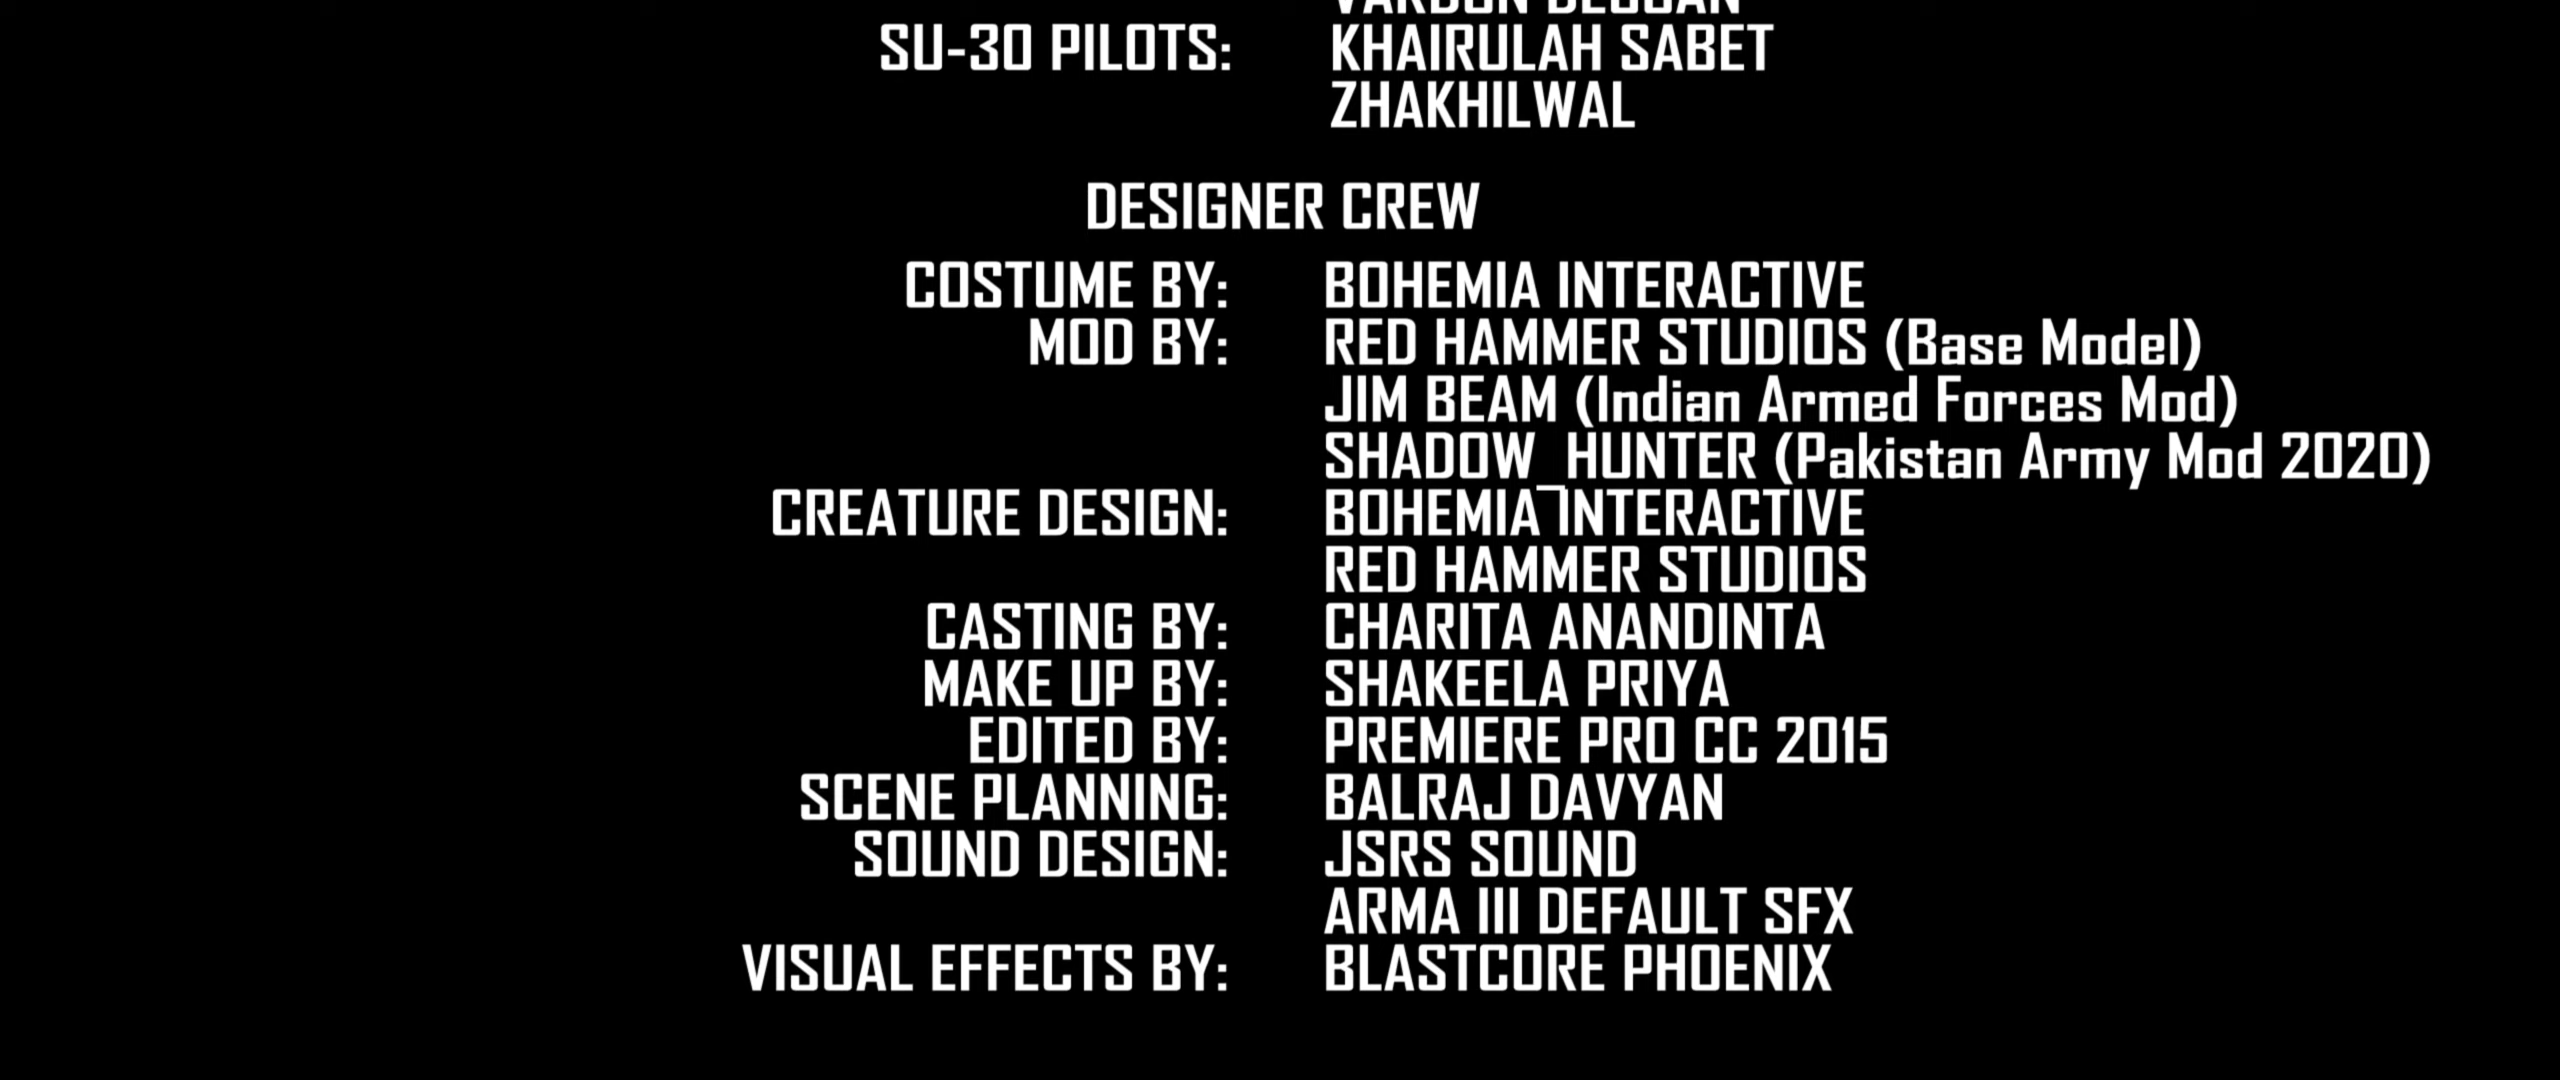 SU-30 PILOTS: KHAIRULAH SABET
ZHAKHILWAL
DESIGNER CREW
COSTUME BY: BOHEMIA INTERACTIVE
MOD BY: RED HAMMER STUDIOS (Base Model)
JIM BEAM (Indian Armed Forces Mod)
SHADOW_HUNTER (Pakistan Army Mod 2020)
CREATURE DESIGN: BOHEMIA INTERACTIVE
RED HAMMER STUDIOS
CASTING BY: CHARITA ANANDINTA
MAKE UP BY: SHAKEELA PRIYA
EDITED BY: PREMIERE PRO CC 2015
SCENE PLANNING: BALRAJ DAVYAN
SOUND DESIGN: JSRS SOUND
ARMA III DEFAULT SFX
VISUAL EFFECTS BY: BLASTCORE PHOENIX